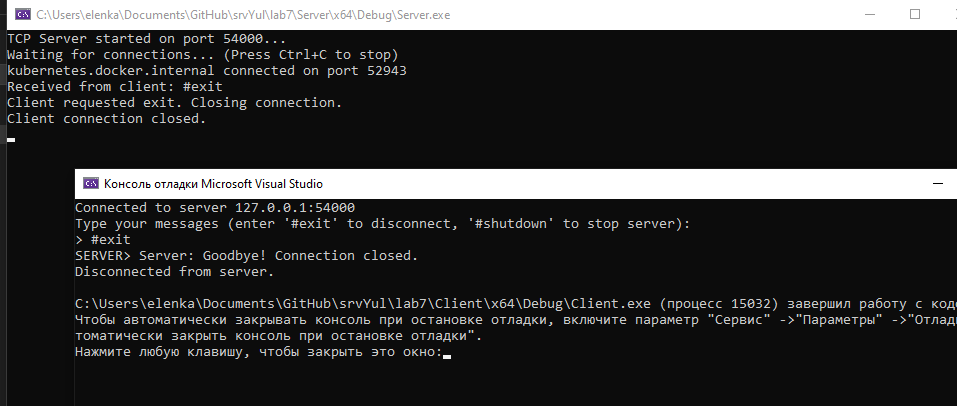 C:\Users\elenka\Documents\GitHub\srvYul\lab7\Server\x64\Debug\Server.exe
TCP Server started on port 54000...
Waiting for connections... (Press Ctrl+C to stop)
kubernetes.docker.internal connected on port 52943
Received from client: #exit
Client requested exit. Closing connection.
Client connection closed.
Консоль отладки Microsoft Visual Studio
Connected to server 127.0.0.1:54000
Type your messages (enter '#exit' to disconnect, '#shutdown' to stop server):
> #exit
SERVER> Server: Goodbye! Connection closed.
Disconnected from server.
C:\Users\elenka\Documents\GitHub\srvYul\lab7\Client\x64\Debug\Client.exe (процесс 15032) завершил работу с
Чтобы автоматически закрывать консоль при остановке отладки, включите параметр "Сервис" ->"Параметры" ->
томатически закрыть консоль при остановке отладки".
Нажмите любую клавишу, чтобы закрыть это окно: